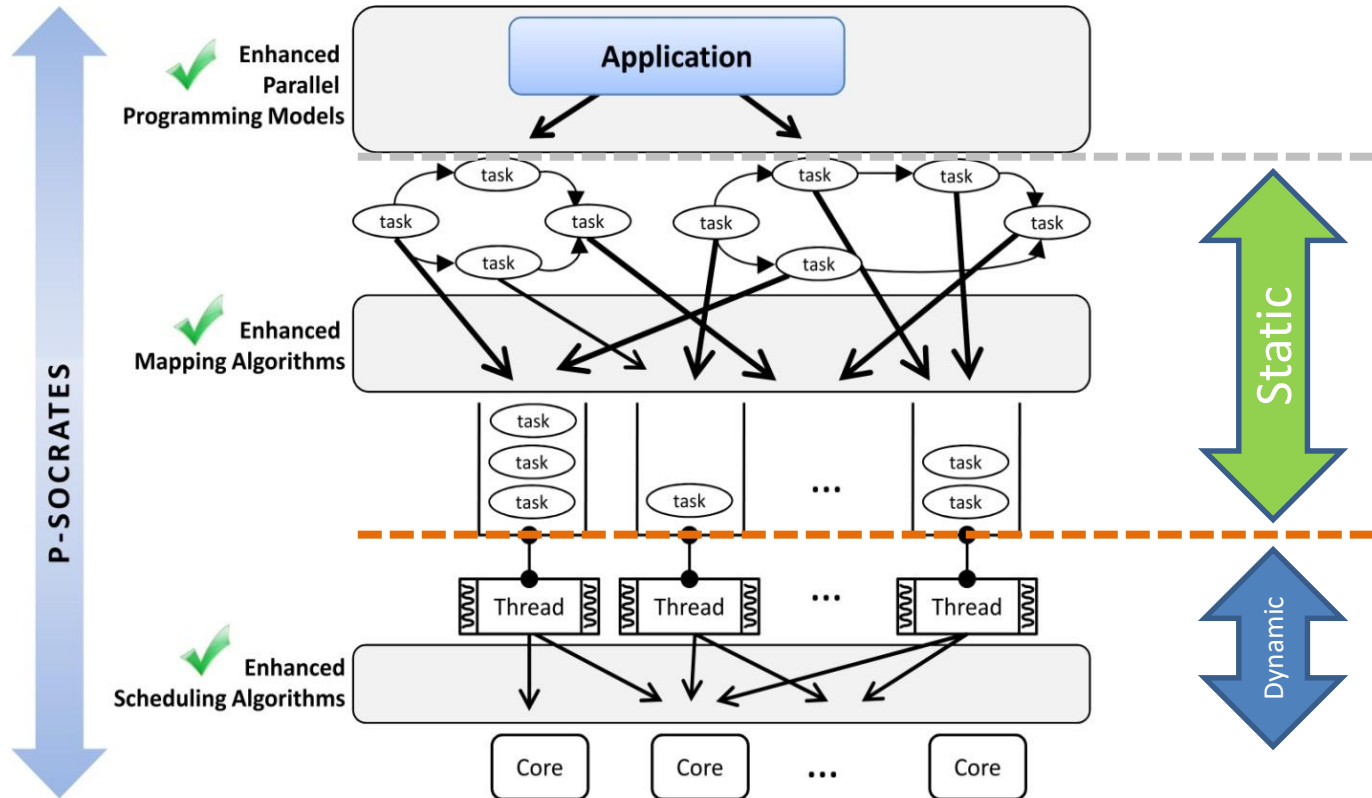 P-SOCRATES
Enhanced
Parallel
Programming Models
Application
task
task
task
task
task
task
task
task
task
Enhanced
Mapping Algorithms
Static
task
task
task
task
task
task
...
Thread
Thread
...
Thread
Enhanced
Scheduling Algorithms
Dynamic
Core
Core
...
Core